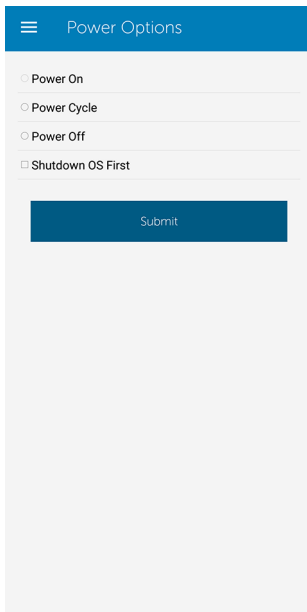 Power Options
Power On
Power Cycle
Power Off
Shutdown OS First
Submit